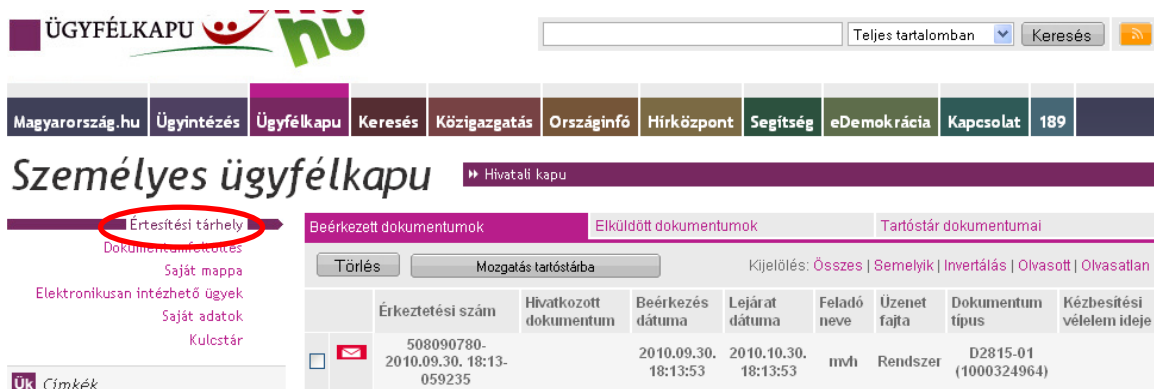 ÜGYFÉLKAPU
Teljes tartalomban Keresés
Magyarország.hu Ügyintézés Ügyfélkapu Keresés Közigazgatás Országinfó Hírközpont Segítség eDemokrácia Kapcsolat 189
Személyes ügyfélkapu
Hivatali kapu
Értesítési tárhely
Dokumentumfeltöltés
Saját mappa
Elektronikusan intézhető ügyek
Saját adatok
Kulcstár
Ük Címkék
Beérkezett dokumentumok Elküldött dokumentumok Tartóstár dokumentumai
Törlés Mozgatás tartóstárba Kijelölés: Összes | Semelyik | Invertálás | Olvasott | Olvasatlan
Érkeztetési szám Hivatkozott dokumentum Beérkezés dátuma Lejárat dátuma Feladó neve Üzenet fajta Dokumentum típus Kézbesítési vélelem ideje
508090780-
2010.09.30. 18:13-
059235
2010.09.30.
18:13:53
2010.10.30.
18:13:53
mvh
Rendszer
D2815-01
(1000324964)